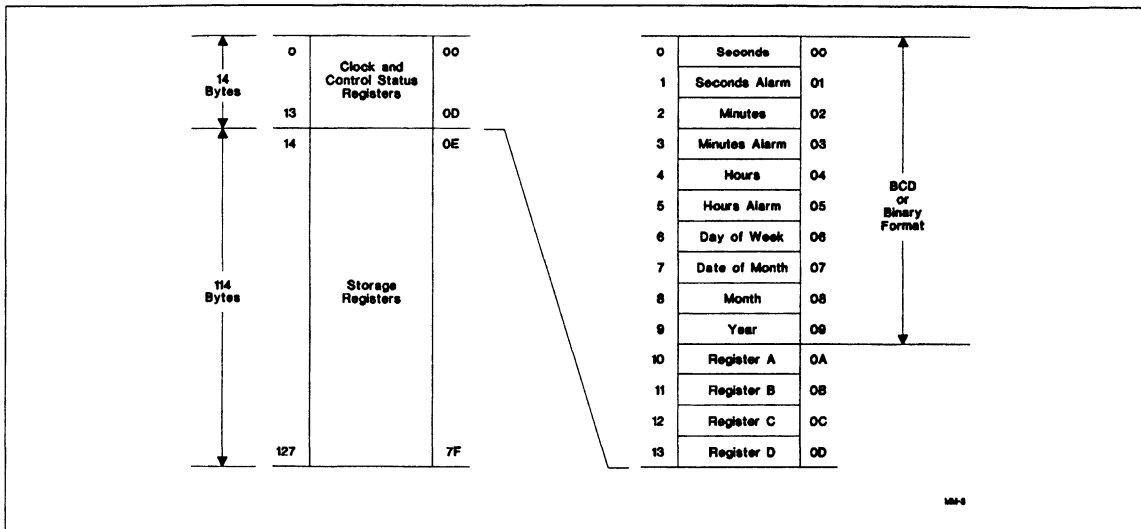 14
Bytes
0
Clock and
Control Status
Registers
00
13
0D
14
0E
114
Bytes
Storage
Registers
127
7F
0 Seconds 00
1 Seconds Alarm 01
2 Minutes 02
3 Minutes Alarm 03
4 Hours 04
5 Hours Alarm 05
6 Day of Week 06
7 Date of Month 07
8 Month 08
9 Year 09
10 Register A 0A
11 Register B 0B
12 Register C 0C
13 Register D 0D
BCD
or
Binary
Format